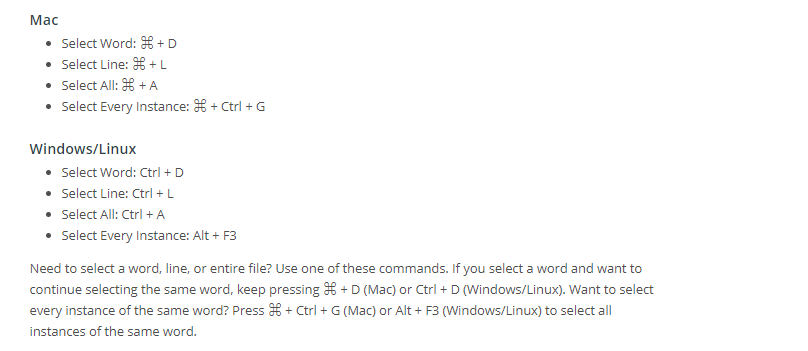 Mac
• Select Word: ⌘ + D
• Select Line: ⌘ + L
• Select All: ⌘ + A
• Select Every Instance: ⌘ + Ctrl + G
Windows/Linux
• Select Word: Ctrl + D
• Select Line: Ctrl + L
• Select All: Ctrl + A
• Select Every Instance: Alt + F3
Need to select a word, line, or entire file? Use one of these commands. If you select a word and want to
continue selecting the same word, keep pressing ⌘ + D (Mac) or Ctrl + D (Windows/Linux). Want to select
every instance of the same word? Press ⌘ + Ctrl + G (Mac) or Alt + F3 (Windows/Linux) to select all
instances of the same word.